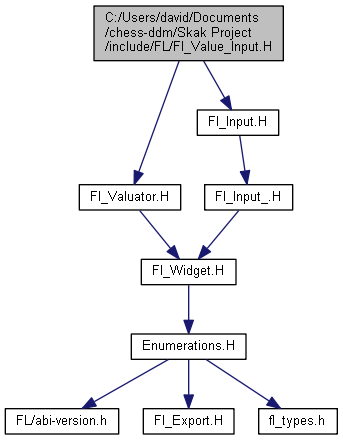 C:/Users/david/Documents
/chess-ddm/Skak Project
/include/FL/Fl_Value_Input.H
Fl_Input.H
Fl_Valuator.H
Fl_Input_.H
Fl_Widget.H
Enumerations.H
FL/abi-version.h
Fl_Export.H
fl_types.h